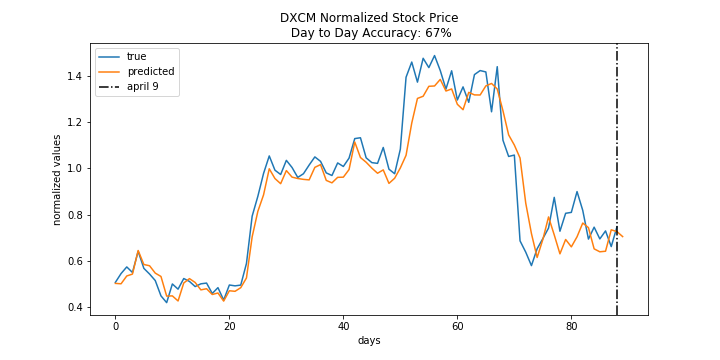 DXCM Normalized Stock Price
Day to Day Accuracy: 67%
true
predicted
april 9
normalized values
1.4
1.2
1.0
0.8
0.6
0.4
0
20
40
60
80
days